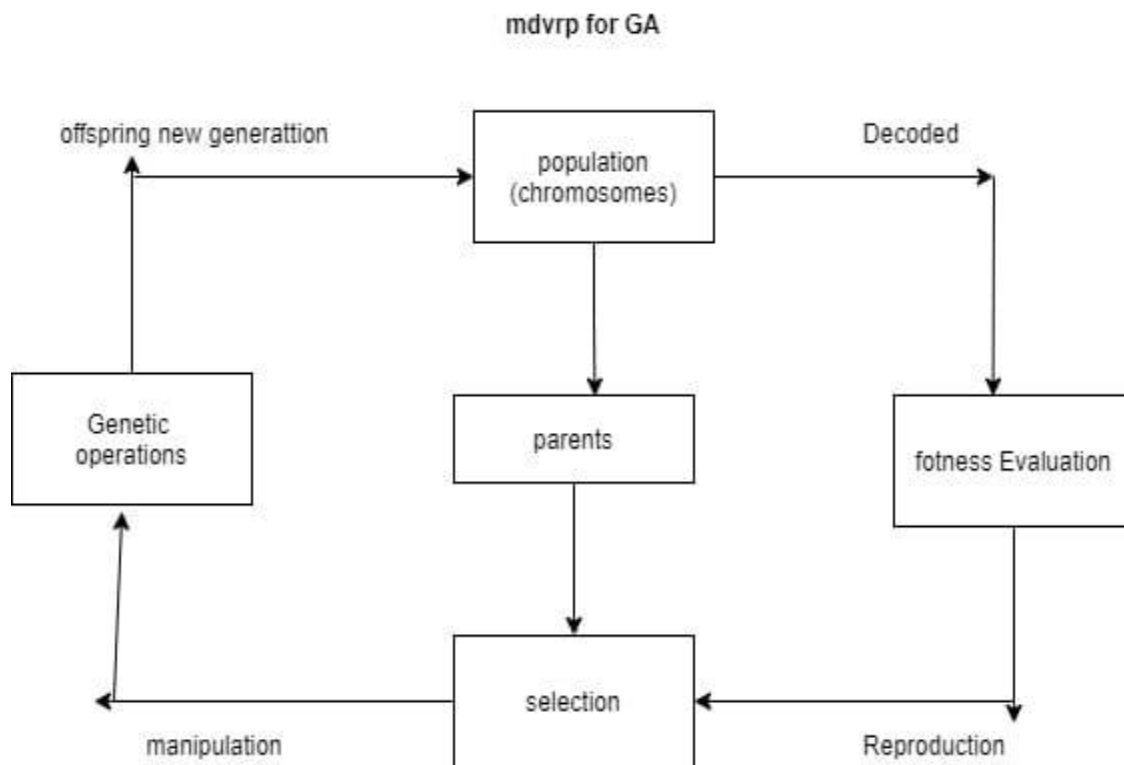 mdvrp for GA
offspring new generattion
population
(chromosomes)
Decoded
Genetic
operations
parents
fotness Evaluation
selection
manipulation
Reproduction